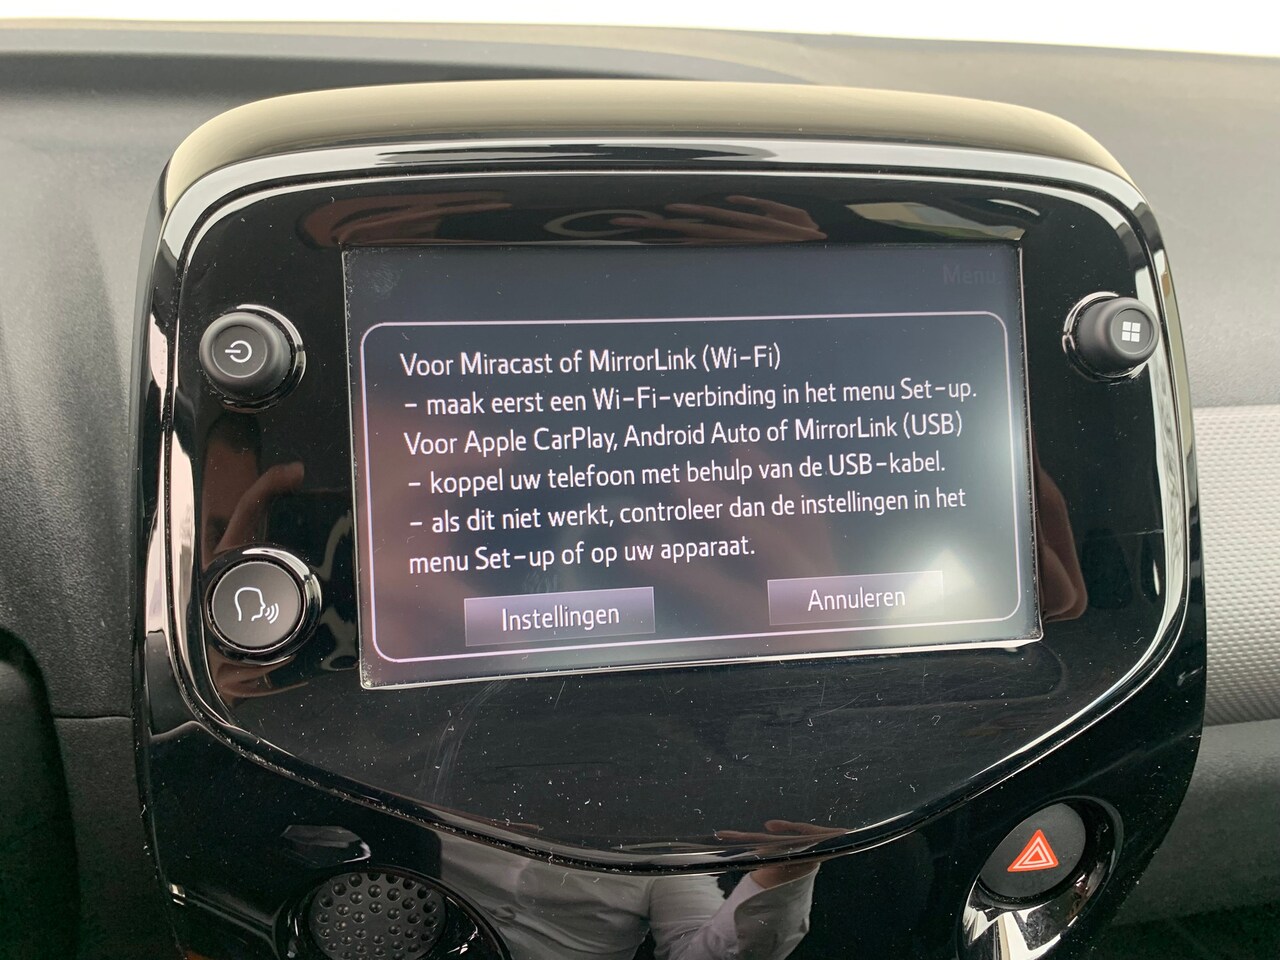 Menu
Voor Miracast of MirrorLink (Wi-Fi)
- maak eerst een Wi-Fi-verbinding in het menu Set-up.
Voor Apple CarPlay, Android Auto of MirrorLink (USB)
- koppel uw telefoon met behulp van de USB-kabel.
- als dit niet werkt, controleer dan de instellingen in het
menu Set-up of op uw apparaat.
Instellingen
Annuleren